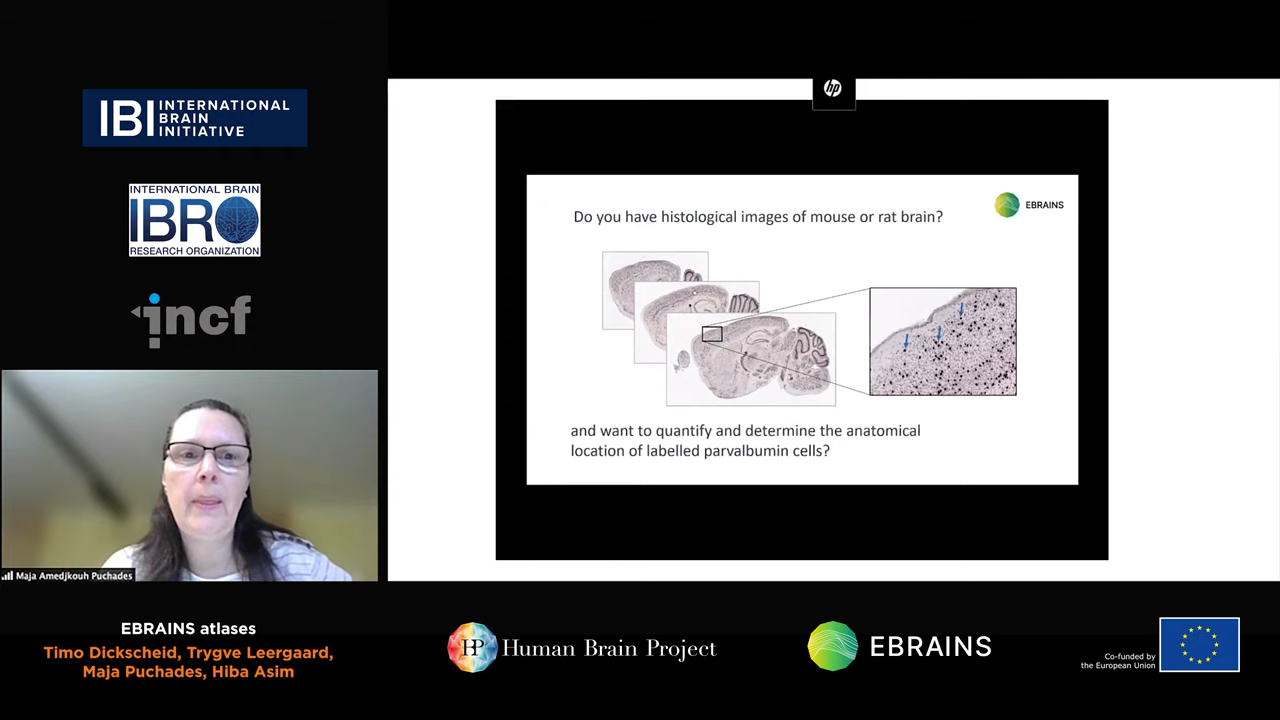 IBI INTERNATIONAL
BRAIN
INITIATIVE
INTERNATIONAL BRAIN
IBRO
RESEARCH ORGANIZATION
incf
Maja Amedjkouh Puchades
hp
EBRAINS
Do you have histological images of mouse or rat brain?
and want to quantify and determine the anatomical
location of labelled parvalbumin cells?
EBRAINS atlases
Timo Dickscheid, Trygve Leergaard,
Maja Puchades, Hiba Asim
HBP Human Brain Project
EBRAINS
Co-funded by
the European Union